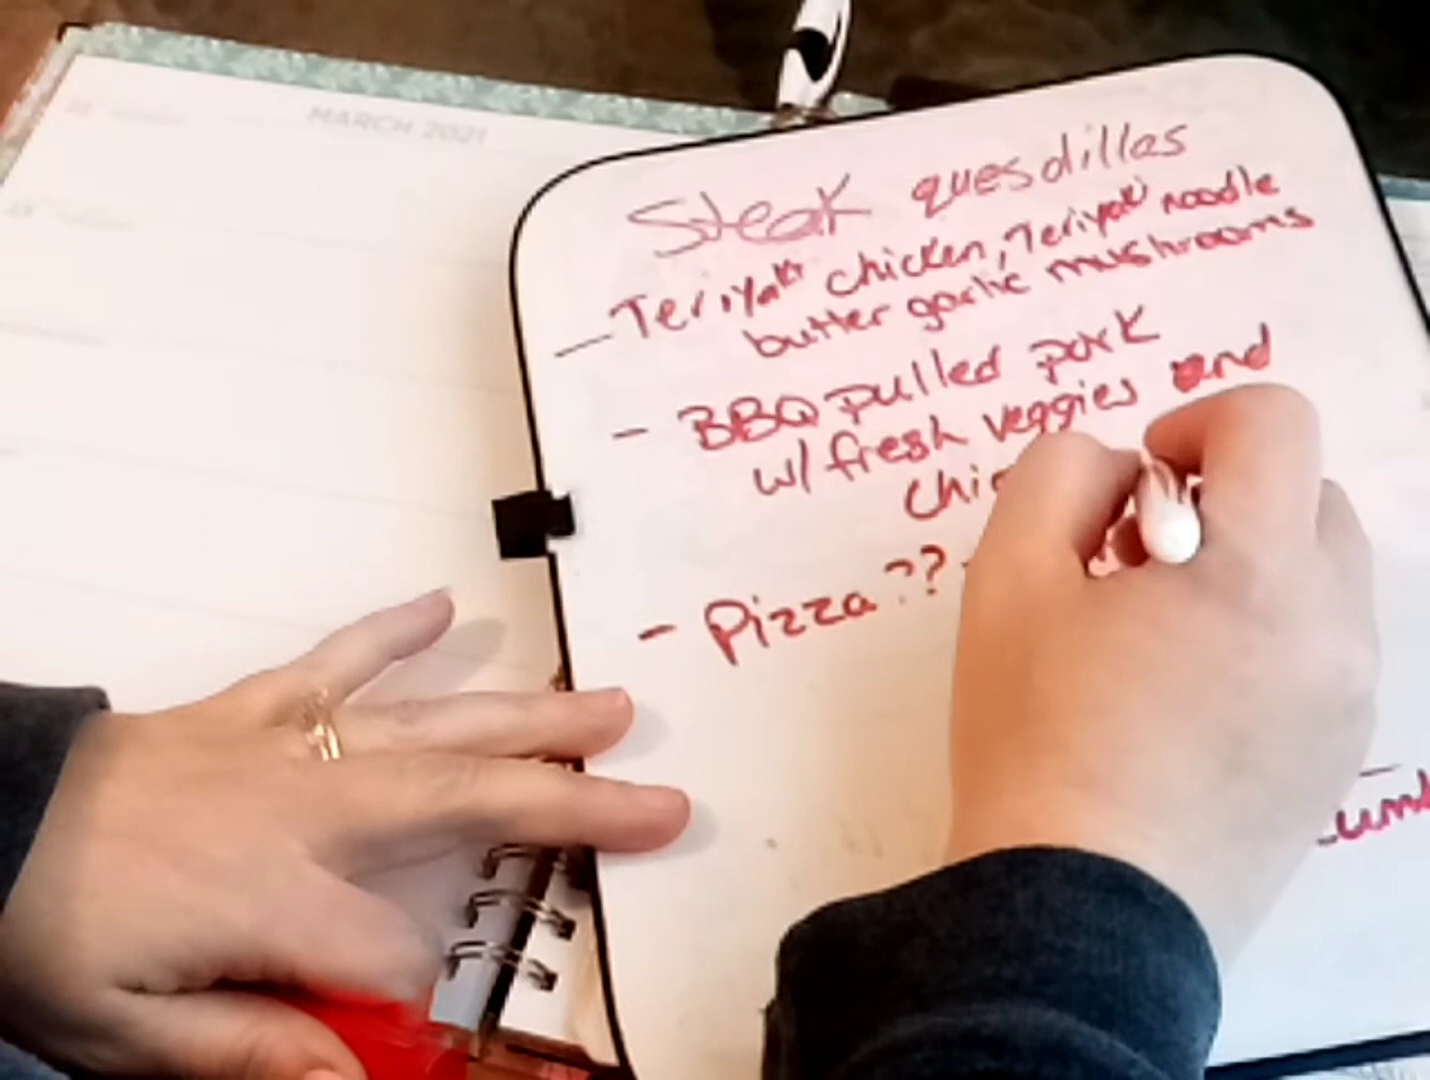 MARCH 2021
Steak quesdillas
Teriyaki chicken, Teriyaki noodle
butter garlic mushrooms
- BBQ pulled pork
w/ fresh veggies and
- Pizza ??